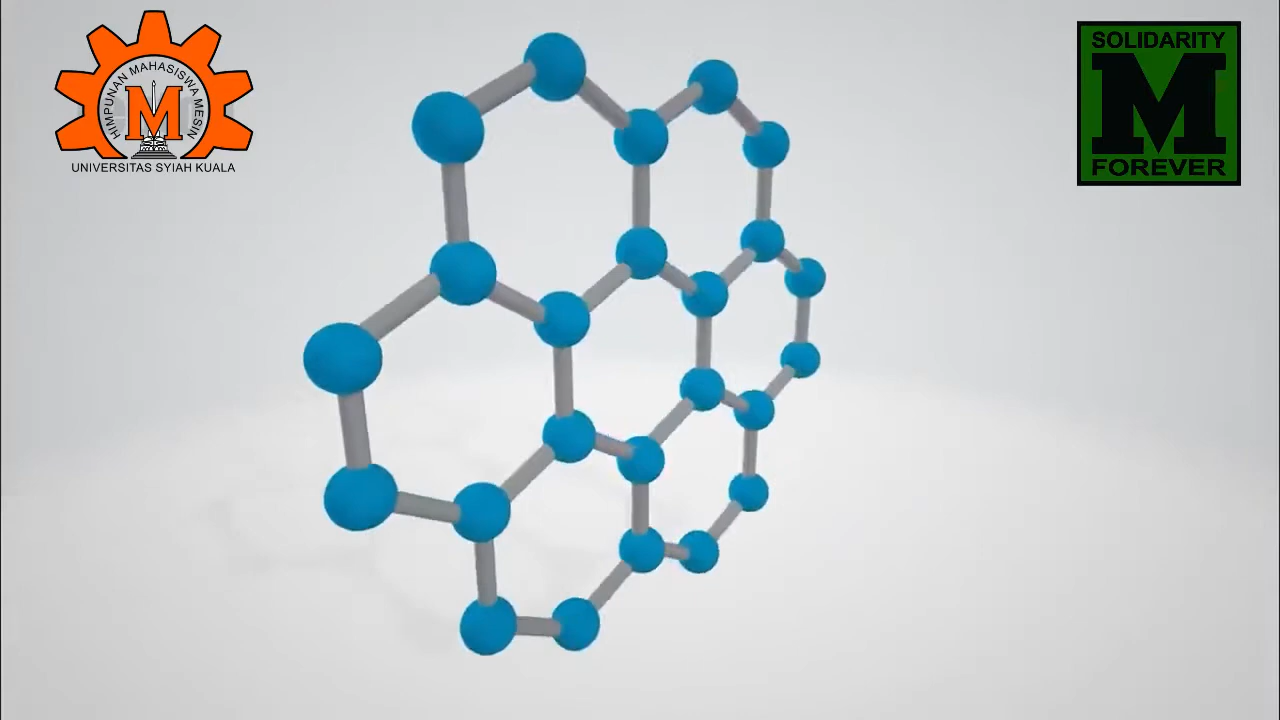 HIMPUNAN MAHASISWA MESIN
M
UNIVERSITAS SYIAH KUALA
SOLIDARITY
M
FOREVER